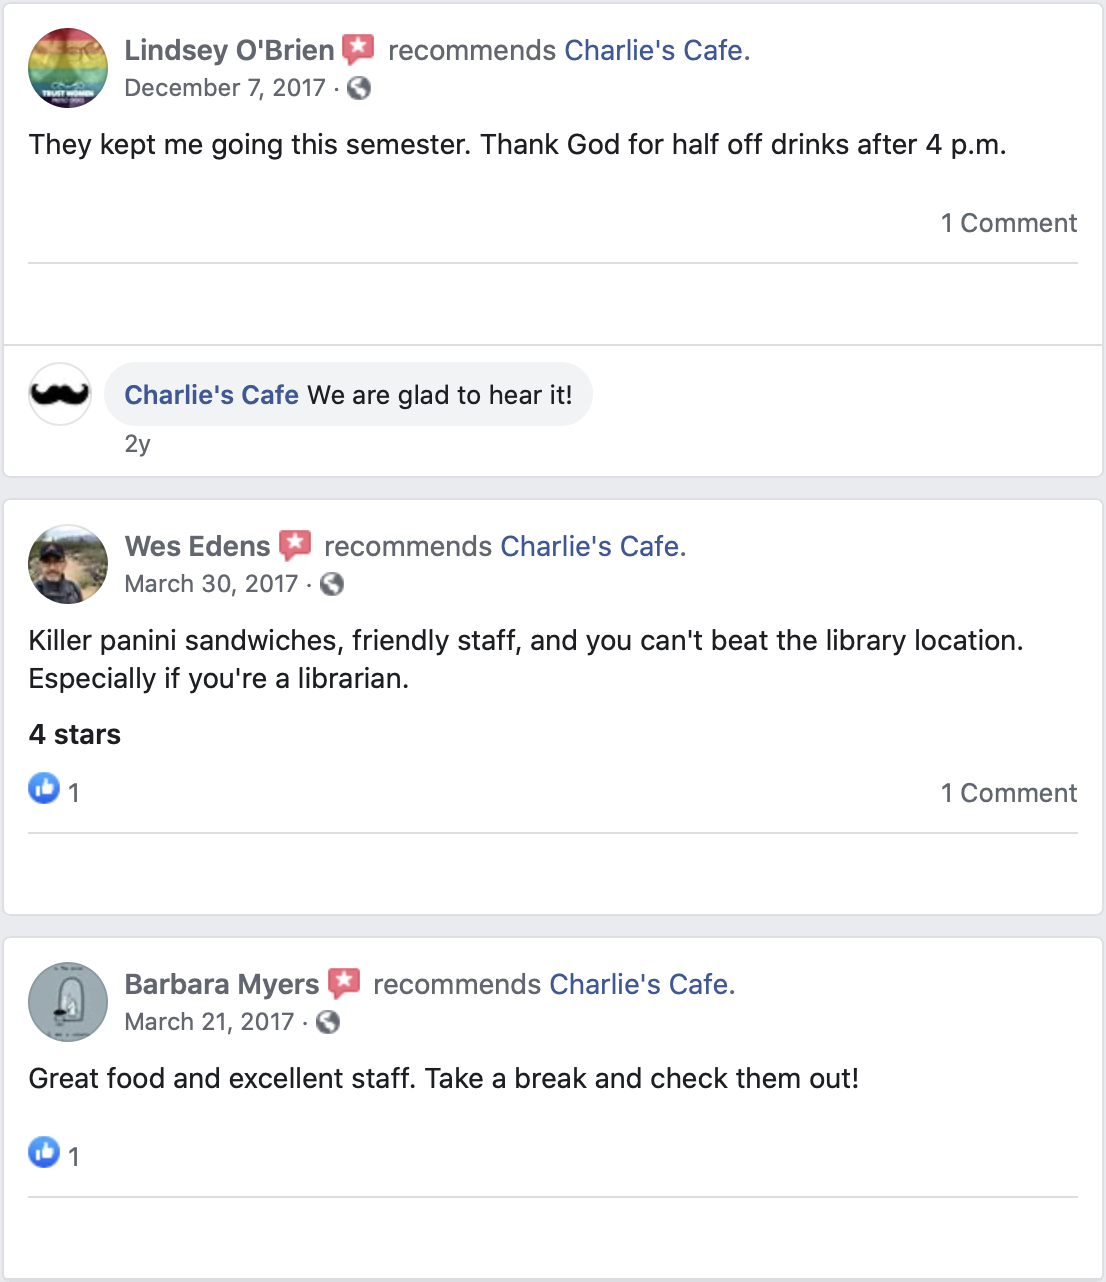 Lindsey O'Brien recommends Charlie's Cafe.
December 7, 2017 ·
They kept me going this semester. Thank God for half off drinks after 4 p.m.
1 Comment
Charlie's Cafe We are glad to hear it!
2y
Wes Edens recommends Charlie's Cafe.
March 30, 2017 ·
Killer panini sandwiches, friendly staff, and you can't beat the library location.
Especially if you're a librarian.
4 stars
1
1 Comment
Barbara Myers recommends Charlie's Cafe.
March 21, 2017 ·
Great food and excellent staff. Take a break and check them out!
1